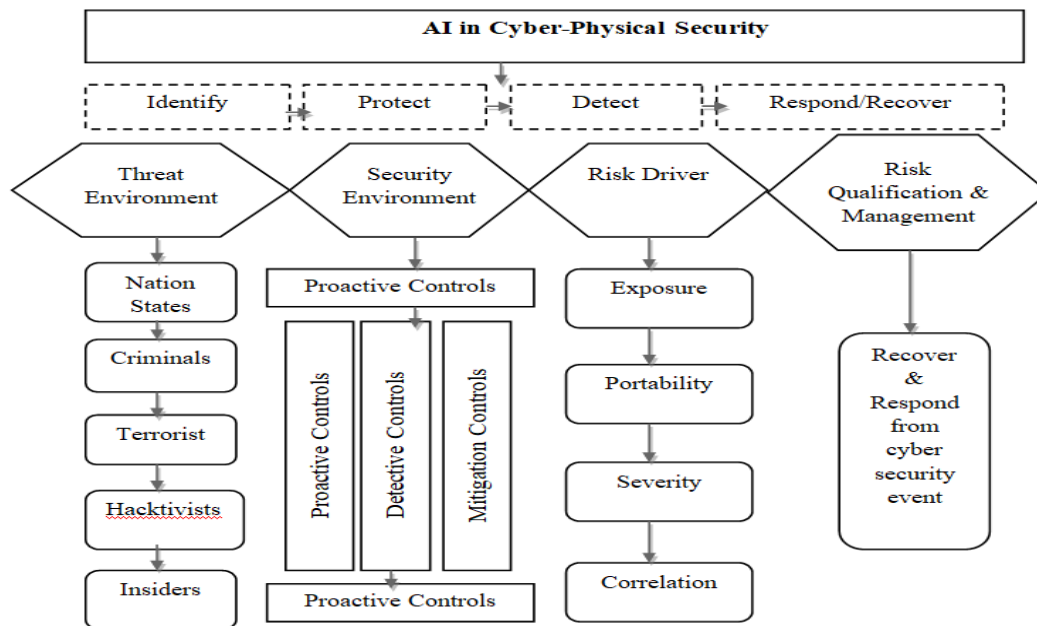 AI in Cyber-Physical Security
Identify
Protect
Detect
Respond/Recover
Threat
Environment
Security
Environment
Risk Driver
Risk
Qualification &
Management
Nation
States
Criminals
Terrorist
Hacktivists
Insiders
Proactive Controls
Proactive Controls
Detective Controls
Mitigation Controls
Proactive Controls
Exposure
Portability
Severity
Correlation
Recover
&
Respond
from
cyber
security
event